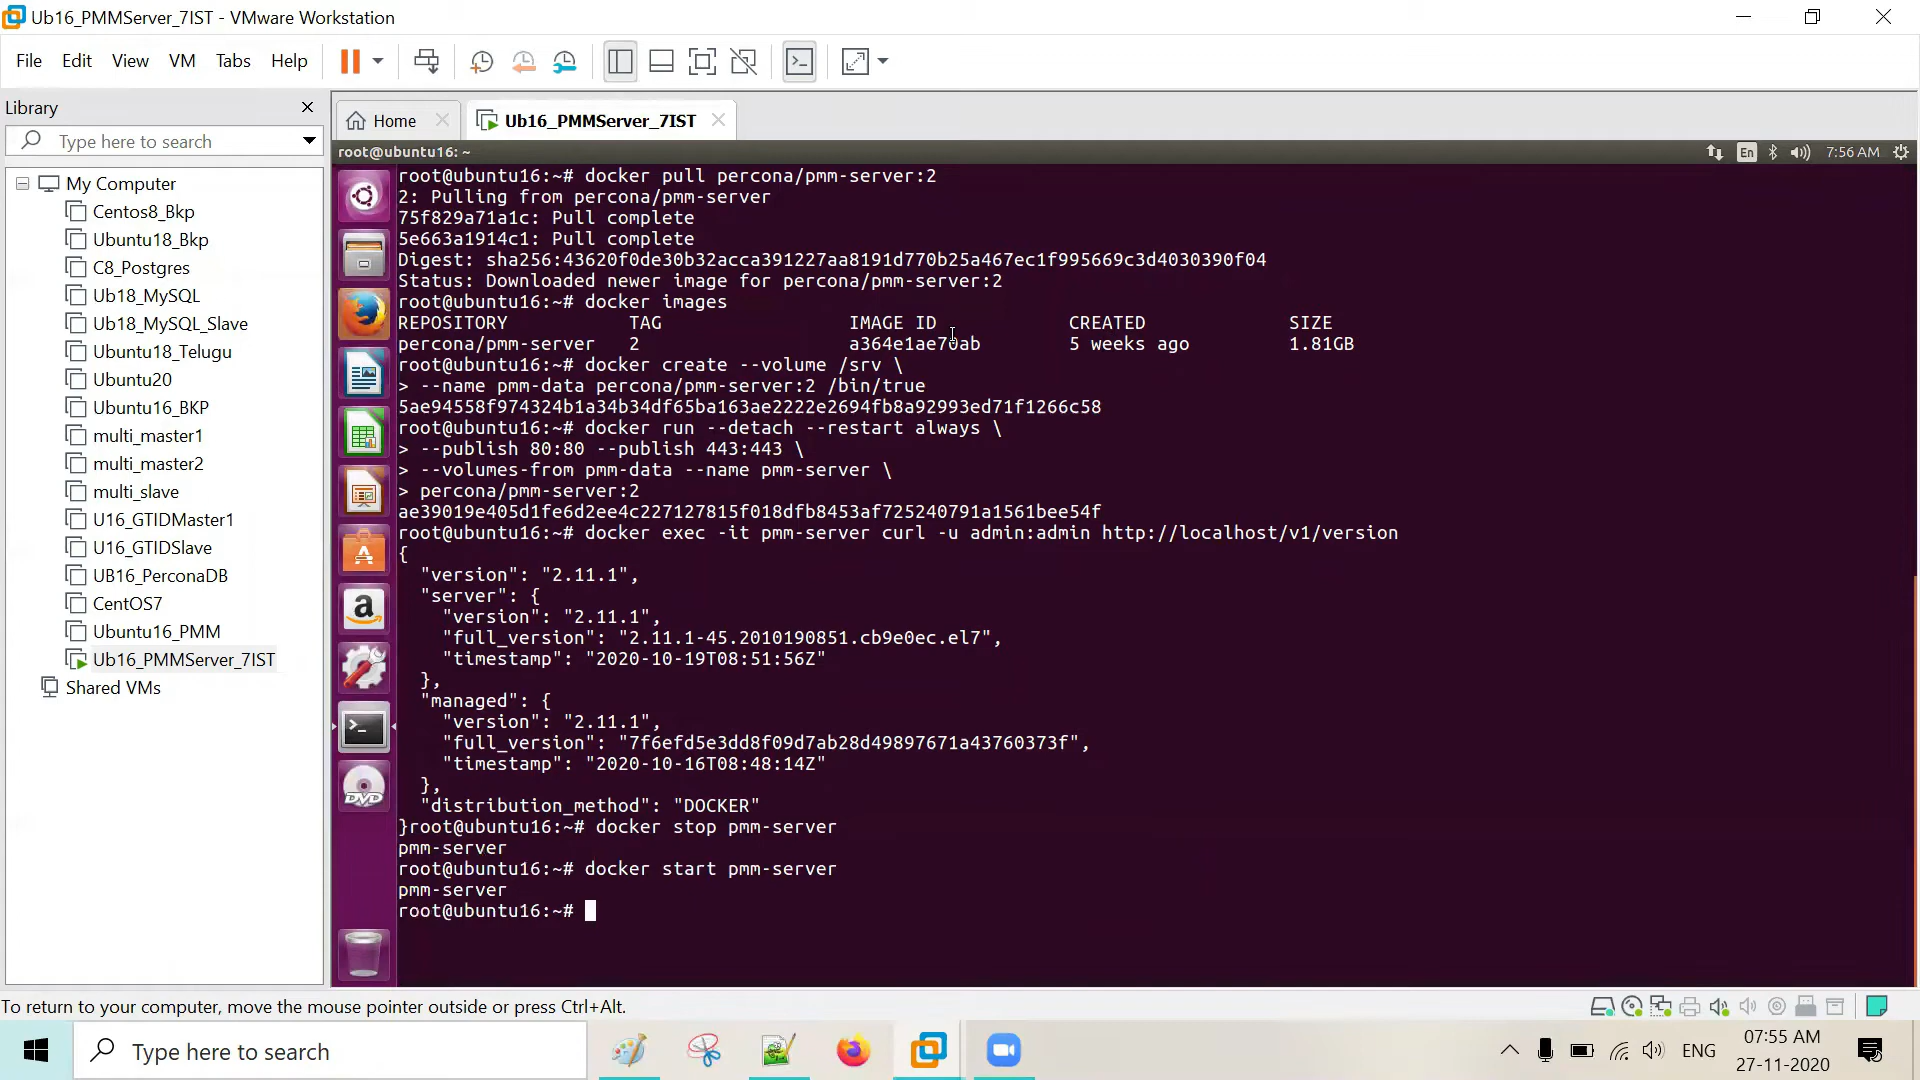 Ub16_PMMServer_7IST - VMware Workstation
File Edit View VM Tabs Help
Library
Type here to search
My Computer
Centos8_Bkp
Ubuntu18_Bkp
C8_Postgres
Ub18_MySQL
Ub18_MySQL_Slave
Ubuntu18_Telugu
Ubuntu20
Ubuntu16_BKP
multi_master1
multi_master2
multi_slave
U16_GTIDMaster1
U16_GTIDSlave
UB16_PerconaDB
CentOS7
Ubuntu16_PMM
Ub16_PMMServer_7IST
Shared VMs
Home
Ub16_PMMServer_7IST
root@ubuntu16: ~
En
7:56 AM
root@ubuntu16:~# docker pull percona/pmm-server:2
2: Pulling from percona/pmm-server
75f829a71a1c: Pull complete
5e663a1914c1: Pull complete
Digest: sha256:43620f0de30b32acca391227aa8191d770b25a467ec1f995669c3d4030390f04
Status: Downloaded newer image for percona/pmm-server:2
root@ubuntu16:~# docker images
REPOSITORY TAG IMAGE ID CREATED SIZE
percona/pmm-server 2 a364e1ae70ab 5 weeks ago 1.81GB
root@ubuntu16:~# docker create --volume /srv \
> --name pmm-data percona/pmm-server:2 /bin/true
5ae94558f974324b1a34b34df65ba163ae2222e2694fb8a92993ed71f1266c58
root@ubuntu16:~# docker run --detach --restart always \
> --publish 80:80 --publish 443:443 \
> --volumes-from pmm-data --name pmm-server \
> percona/pmm-server:2
ae39019e405d1fe6d2ee4c227127815f018dfb8453af725240791a1561bee54f
root@ubuntu16:~# docker exec -it pmm-server curl -u admin:admin http://localhost/v1/version
{
"version": "2.11.1",
"server": {
"version": "2.11.1",
"full_version": "2.11.1-45.2010190851.cb9e0ec.el7",
"timestamp": "2020-10-19T08:51:56Z"
},
"managed": {
"version": "2.11.1",
"full_version": "7f6efd5e3dd8f09d7ab28d49897671a43760373f",
"timestamp": "2020-10-16T08:48:14Z"
},
"distribution_method": "DOCKER"
}root@ubuntu16:~# docker stop pmm-server
pmm-server
root@ubuntu16:~# docker start pmm-server
pmm-server
root@ubuntu16:~#
DVD
To return to your computer, move the mouse pointer outside or press Ctrl+Alt.
Type here to search
ENG
07:55 AM
27-11-2020